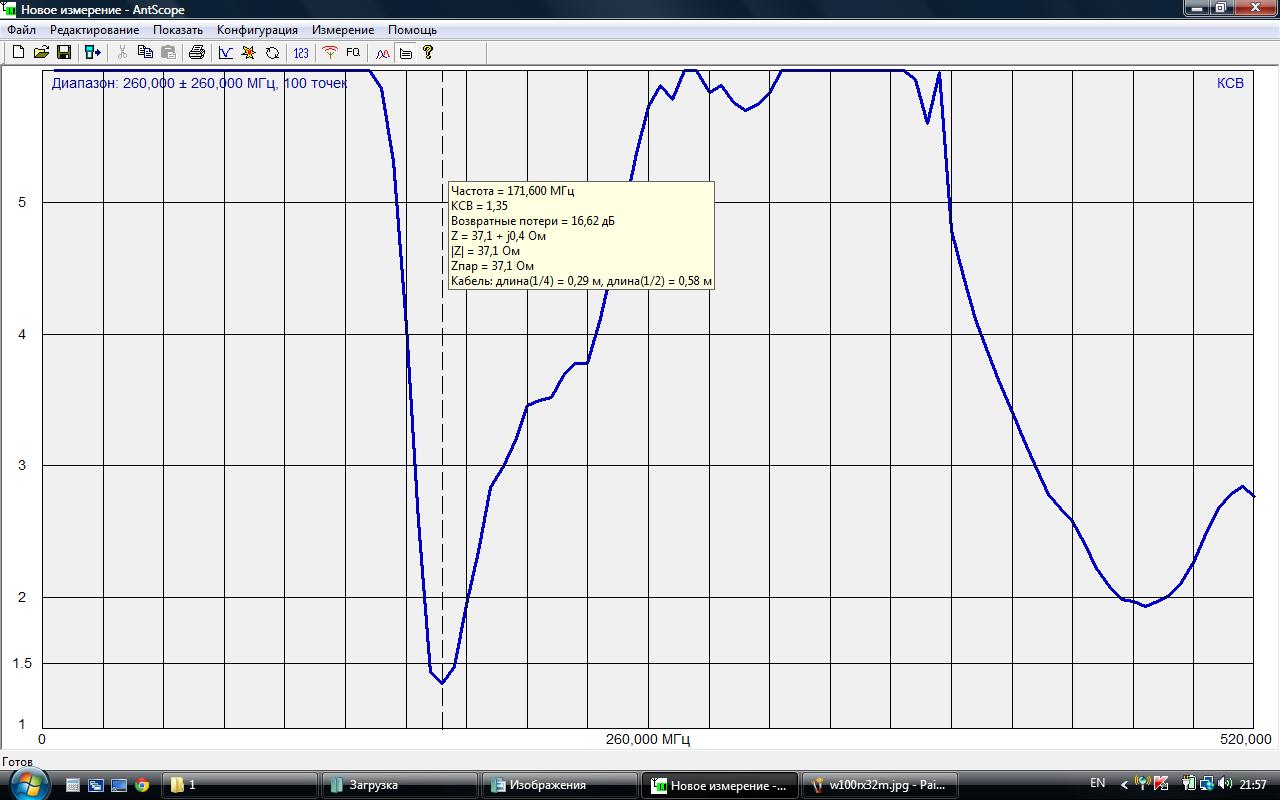 Новое измерение - AntScope
Файл Редактирование Показать Конфигурация Измерение Помощь
123 FQ ?
Диапазон: 260,000 ± 260,000 МГц, 100 точек
КСВ
Частота = 171,600 МГц
КСВ = 1,35
Возвратные потери = 16,62 дБ
Z = 37,1 + j0,4 Ом
|Z| = 37,1 Ом
Zпар = 37,1 Ом
Кабель: длина(1/4) = 0,29 м, длина(1/2) = 0,58 м
5
4
3
2
1.5
1
0 260,000 МГц 520,000
Готов
1 Загрузка Изображения Новое измерение -... w100rx32m.jpg - Pai... EN 21:57